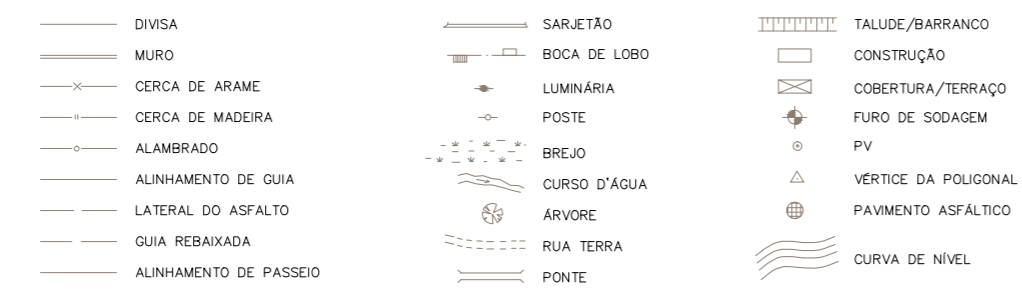 DIVISA
MURO
CERCA DE ARAME
CERCA DE MADEIRA
ALAMBRADO
ALINHAMENTO DE GUIA
LATERAL DO ASFALTO
GUIA REBAIXADA
ALINHAMENTO DE PASSEIO
SARJETÃO
BOCA DE LOBO
LUMINÁRIA
POSTE
BREJO
CURSO D'ÁGUA
ÁRVORE
RUA TERRA
PONTE
TALUDE/BARRANCO
CONSTRUÇÃO
COBERTURA/TERRAÇO
FURO DE SODAGEM
PV
VÉRTICE DA POLIGONAL
PAVIMENTO ASFÁLTICO
CURVA DE NÍVEL